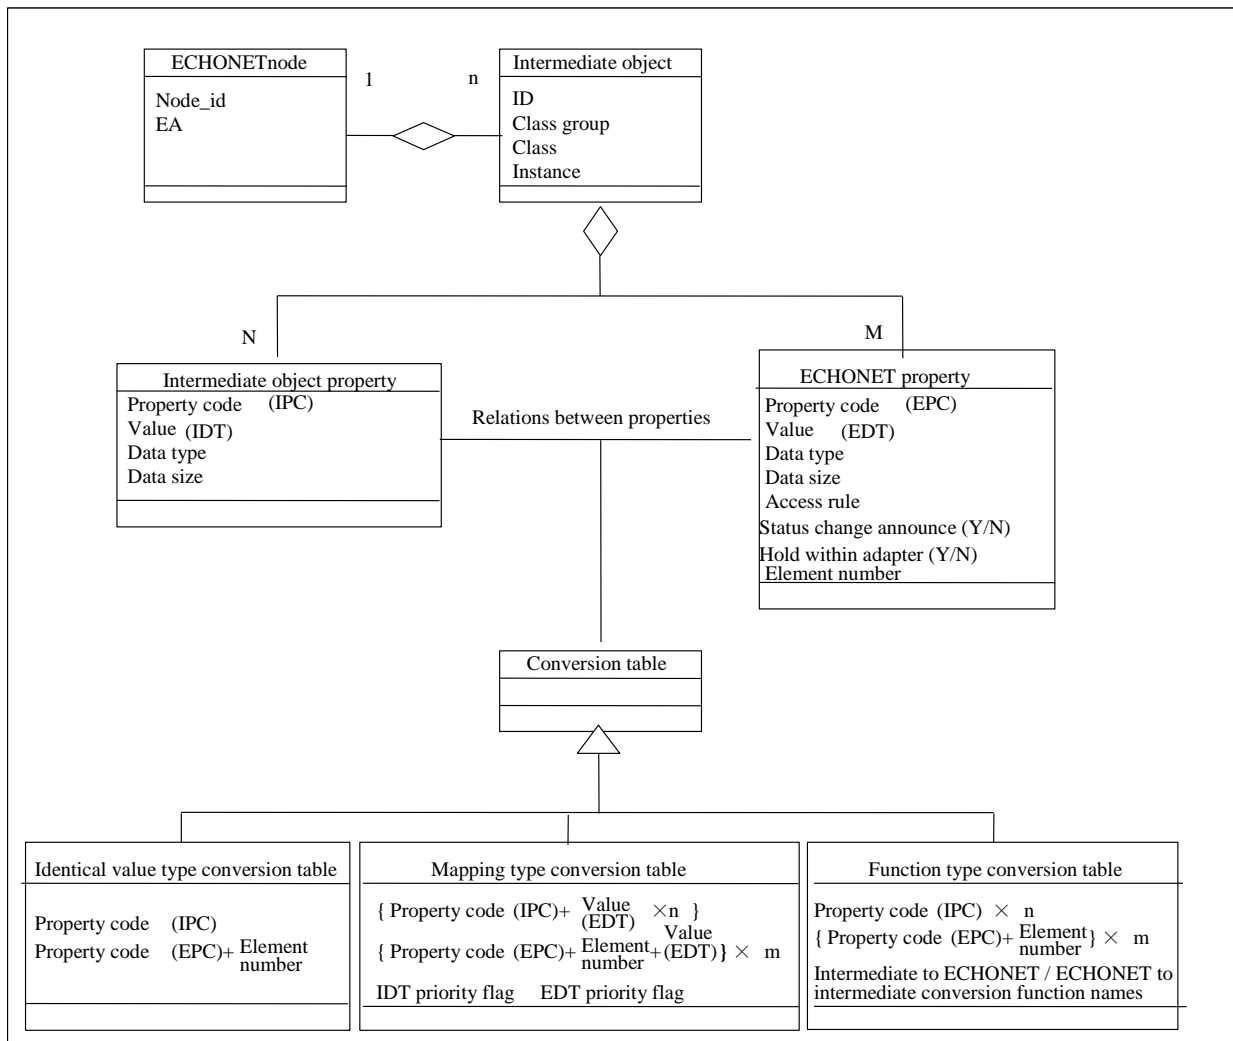 ECHONETnode
Node_id
EA
1
n
Intermediate object
ID
Class group
Class
Instance
N
M
Intermediate object property
Property code (IPC)
Value (IDT)
Data type
Data size
Relations between properties
ECHONET property
Property code (EPC)
Value (EDT)
Data type
Data size
Access rule
Status change announce (Y/N)
Hold within adapter (Y/N)
Element number
Conversion table
Identical value type conversion table
Property code (IPC)
Property code (EPC)+ Element number
Mapping type conversion table
{ Property code (IPC)+ Value (EDT) ×n }
{ Property code (EPC)+ Element number + Value (EDT) } × m
IDT priority flag EDT priority flag
Function type conversion table
Property code (IPC) × n
{ Property code (EPC)+ Element number } × m
Intermediate to ECHONET / ECHONET to
intermediate conversion function names